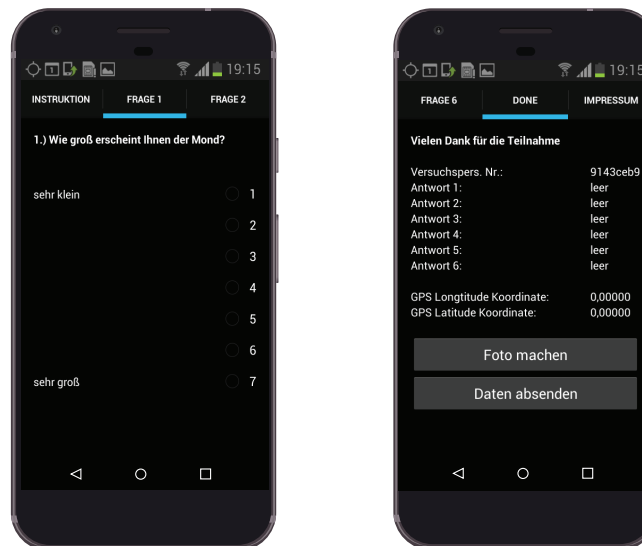 19:15
INSTRUKTION FRAGE 1 FRAGE 2
1.) Wie groß erscheint Ihnen der Mond?
sehr klein 1
2
3
4
5
6
sehr groß 7
19:15
FRAGE 6 DONE IMPRESSUM
Vielen Dank für die Teilnahme
Versuchspers. Nr.: 9143ceb9
Antwort 1: leer
Antwort 2: leer
Antwort 3: leer
Antwort 4: leer
Antwort 5: leer
Antwort 6: leer
GPS Longtitude Koordinate: 0,00000
GPS Latitude Koordinate: 0,00000
Foto machen
Daten absenden